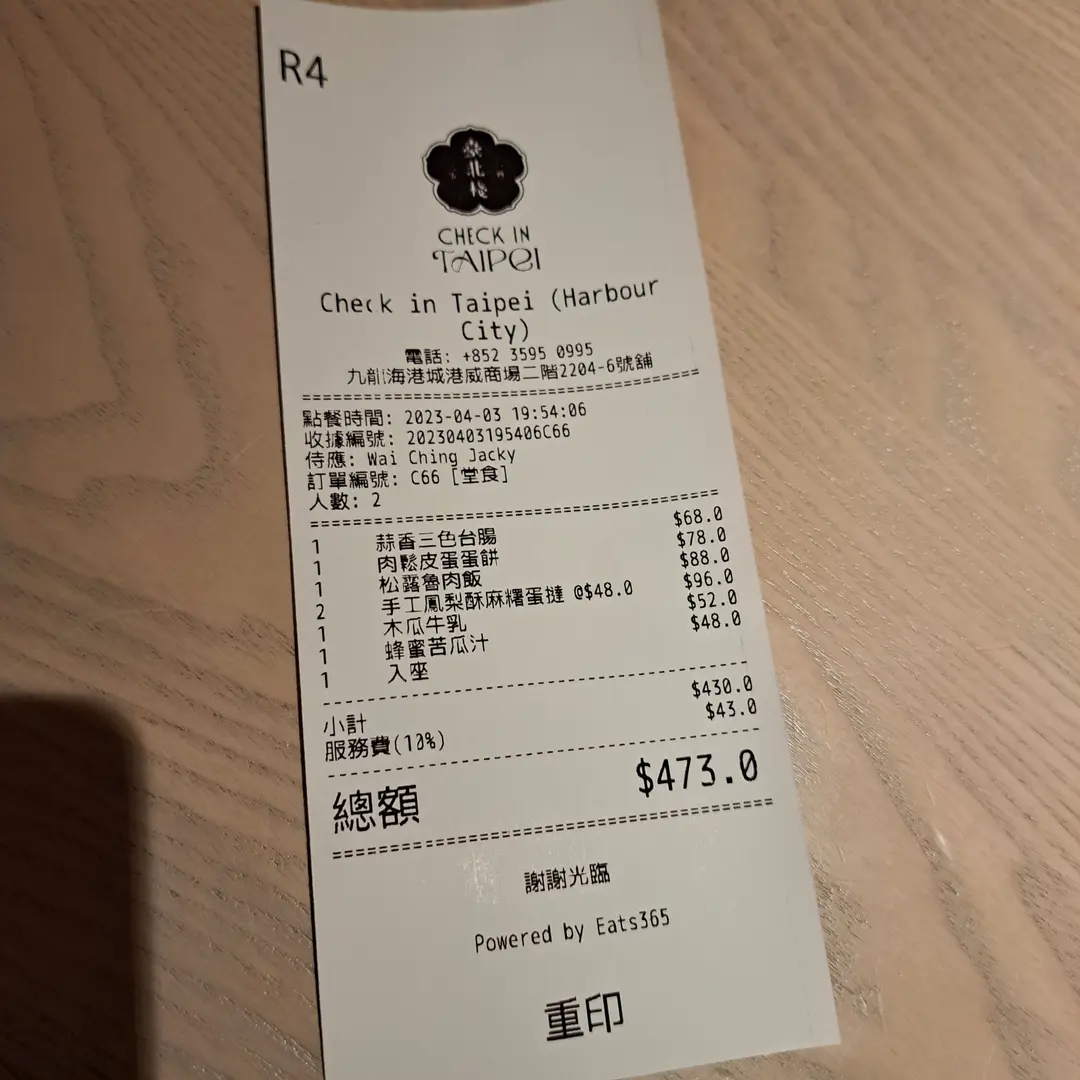 R4
臺北棧
CHECK IN
TAIPEI
Check in Taipei (Harbour
City)
電話: +852 3595 0995
九龍海港城港威商場二階2204-6號舖
點餐時間: 2023-04-03 19:54:06
收據編號: 20230403195406C66
侍應: Wai Ching Jacky
訂單編號: C66 [堂食]
人數: 2
1 蒜香三色台腸 $68.0
1 肉鬆皮蛋蛋餅 $78.0
1 松露魯肉飯 $88.0
2 手工鳳梨酥麻糬蛋撻 @$48.0 $96.0
1 木瓜牛乳 $52.0
1 蜂蜜苦瓜汁 $48.0
1 入座
小計 $430.0
服務費(10%) $43.0
總額 $473.0
謝謝光臨
Powered by Eats365
重印